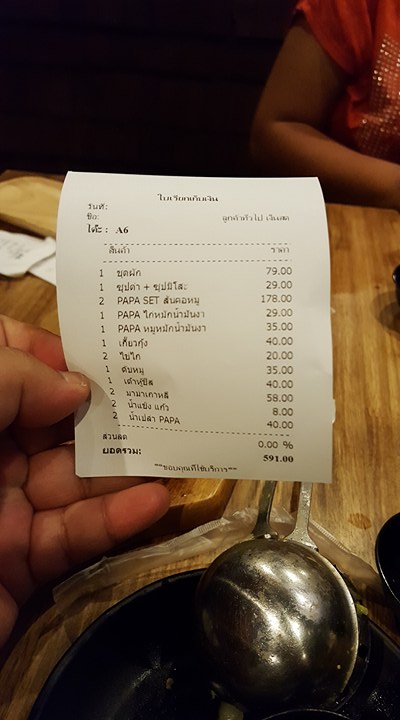 ใบเรียกเก็บเงิน
วันที่:
ชื่อ: ลูกค้าทั่วไป เงินสด
โต๊ะ : A6
สินค้า ราคา
1 ชุดผัก 79.00
1 ซุปดำ + ซุปมิโสะ 29.00
2 PAPA SET สันคอหมู 178.00
1 PAPA ไก่หมักน้ำมันงา 29.00
1 PAPA หมูหมักน้ำมันงา 35.00
1 เกี๊ยวกุ้ง 40.00
2 ไข่ไก่ 20.00
1 ตับหมู 35.00
1 เต้าหู้ชีส 40.00
2 มาม่าเกาหลี 58.00
2 น้ำแข็ง แก้ว 8.00
2 น้ำเปล่า PAPA 40.00
ส่วนลด 0.00 %
ยอดรวม: 591.00
**ขอบคุณที่ใช้บริการ**